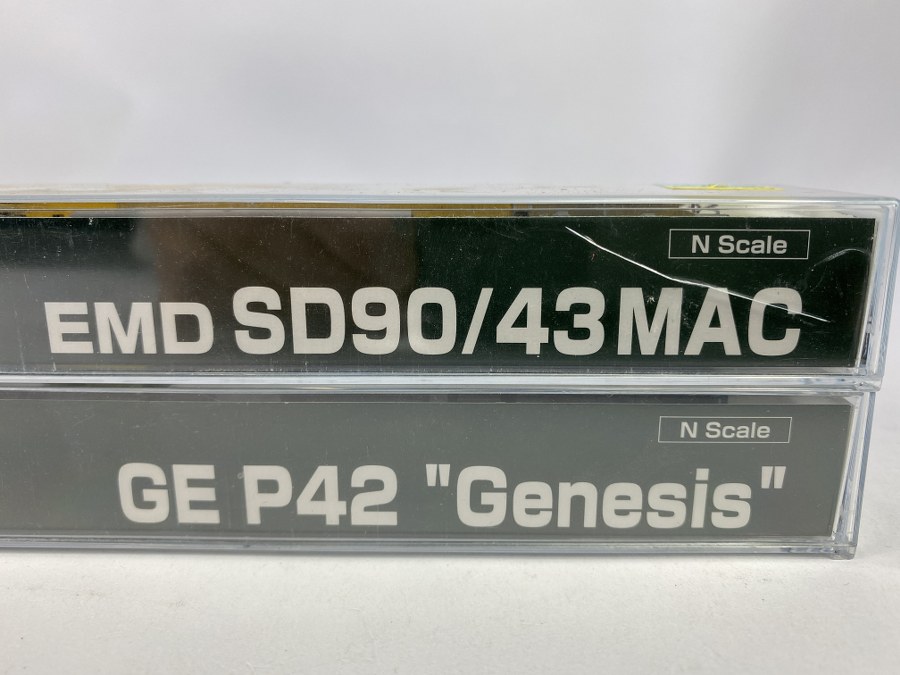 N Scale
EMD SD90/43MAC
N Scale
GE P42 "Genesis"